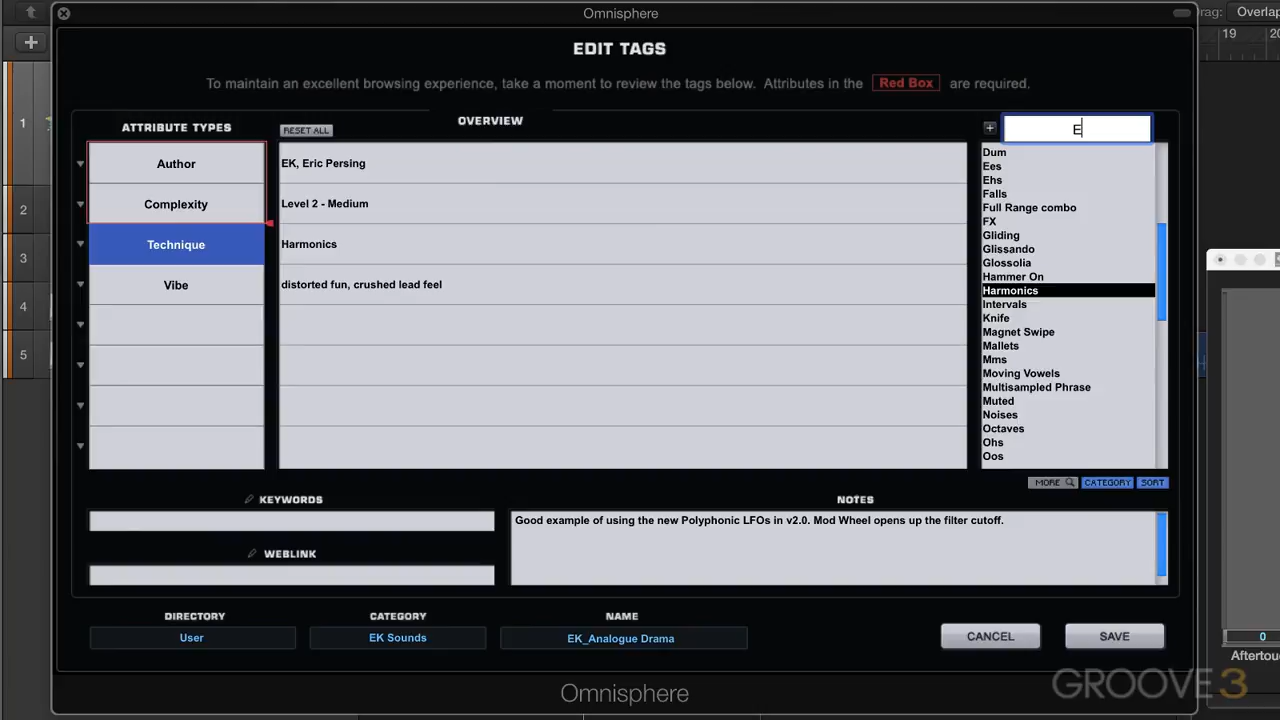 Omnisphere
Drag: Overlap
19
EDIT TAGS
To maintain an excellent browsing experience, take a moment to review the tags below. Attributes in the Red Box are required.
1
2
3
4
5
ATTRIBUTE TYPES
Author
Complexity
Technique
Vibe
RESET ALL
OVERVIEW
EK, Eric Persing
Level 2 - Medium
Harmonics
distorted fun, crushed lead feel
E
Dum
Ees
Ehs
Falls
Full Range combo
FX
Gliding
Glissando
Glossolia
Hammer On
Harmonics
Intervals
Knife
Magnet Swipe
Mallets
Mms
Moving Vowels
Multisampled Phrase
Muted
Noises
Octaves
Ohs
Oos
MORE
CATEGORY
SORT
KEYWORDS
WEBLINK
NOTES
Good example of using the new Polyphonic LFOs in v2.0. Mod Wheel opens up the filter cutoff.
DIRECTORY
User
CATEGORY
EK Sounds
NAME
EK_Analogue Drama
CANCEL
SAVE
0
Aftertou
Omnisphere
GROOVE3